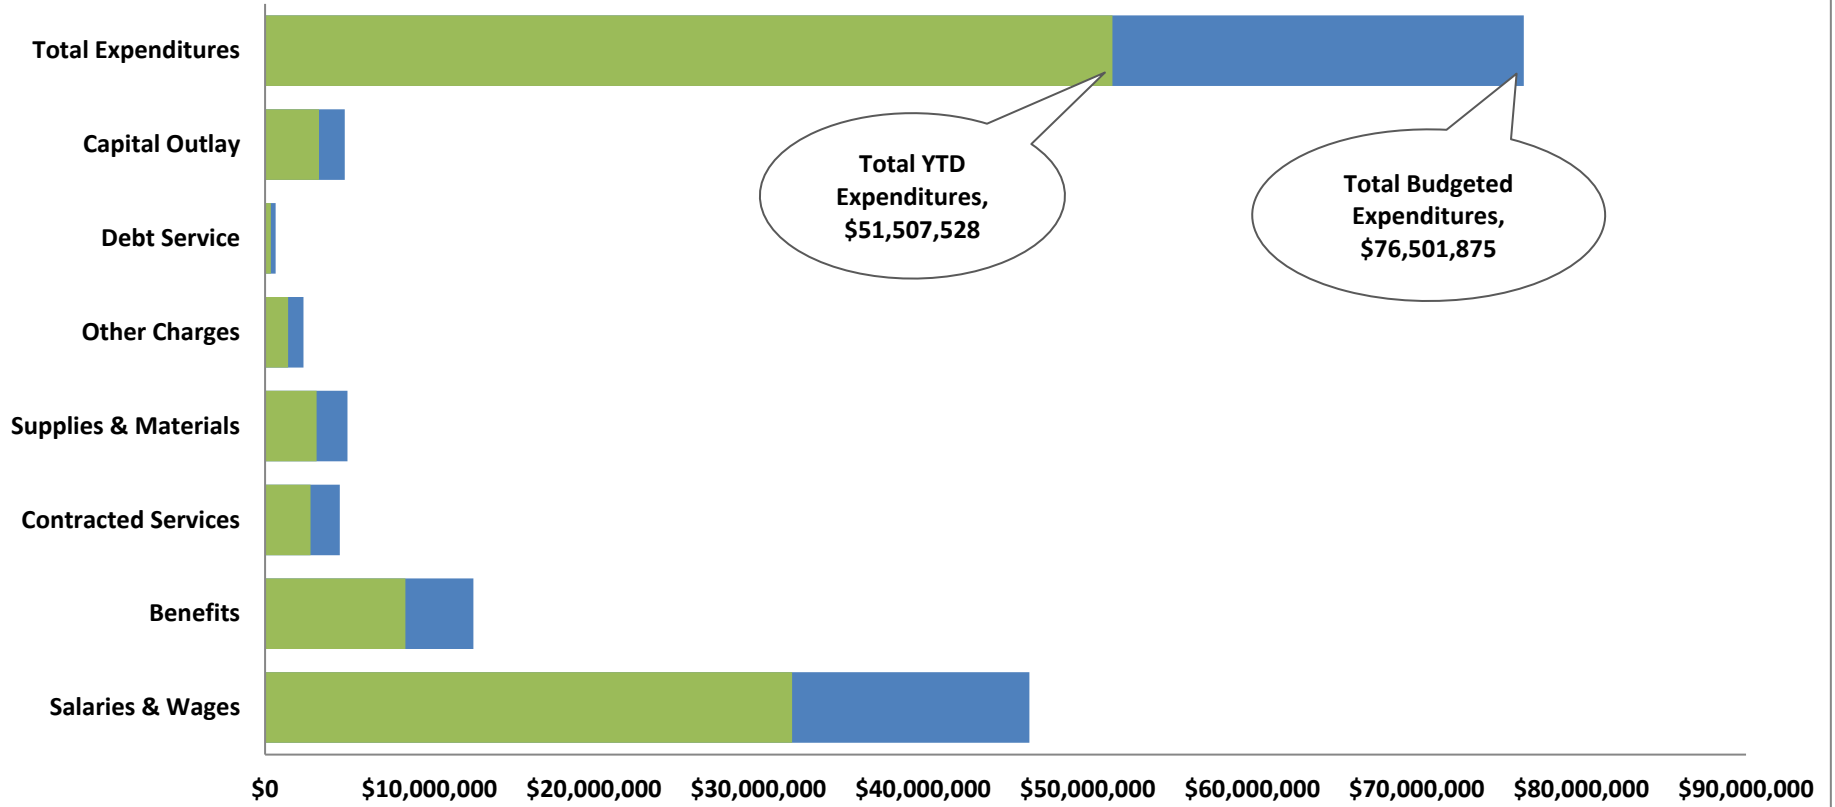 Total Expenditures
Capital Outlay
Debt Service
Other Charges
Supplies & Materials
Contracted Services
Benefits
Salaries & Wages
Total YTD
Expenditures,
$51,507,528
Total Budgeted
Expenditures,
$76,501,875
$0 $10,000,000 $20,000,000 $30,000,000 $40,000,000 $50,000,000 $60,000,000 $70,000,000 $80,000,000 $90,000,000